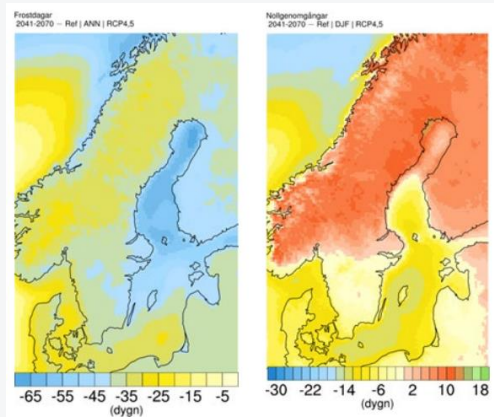 Frostdagar
2041-2070 – Ref | ANN | RCP4,5
-65 -55 -45 -35 -25 -15 -5
(dygn)
Nollgenomgångar
2041-2070 – Ref | DJF | RCP4,5
-30 -22 -14 -6 2 10 18
(dygn)